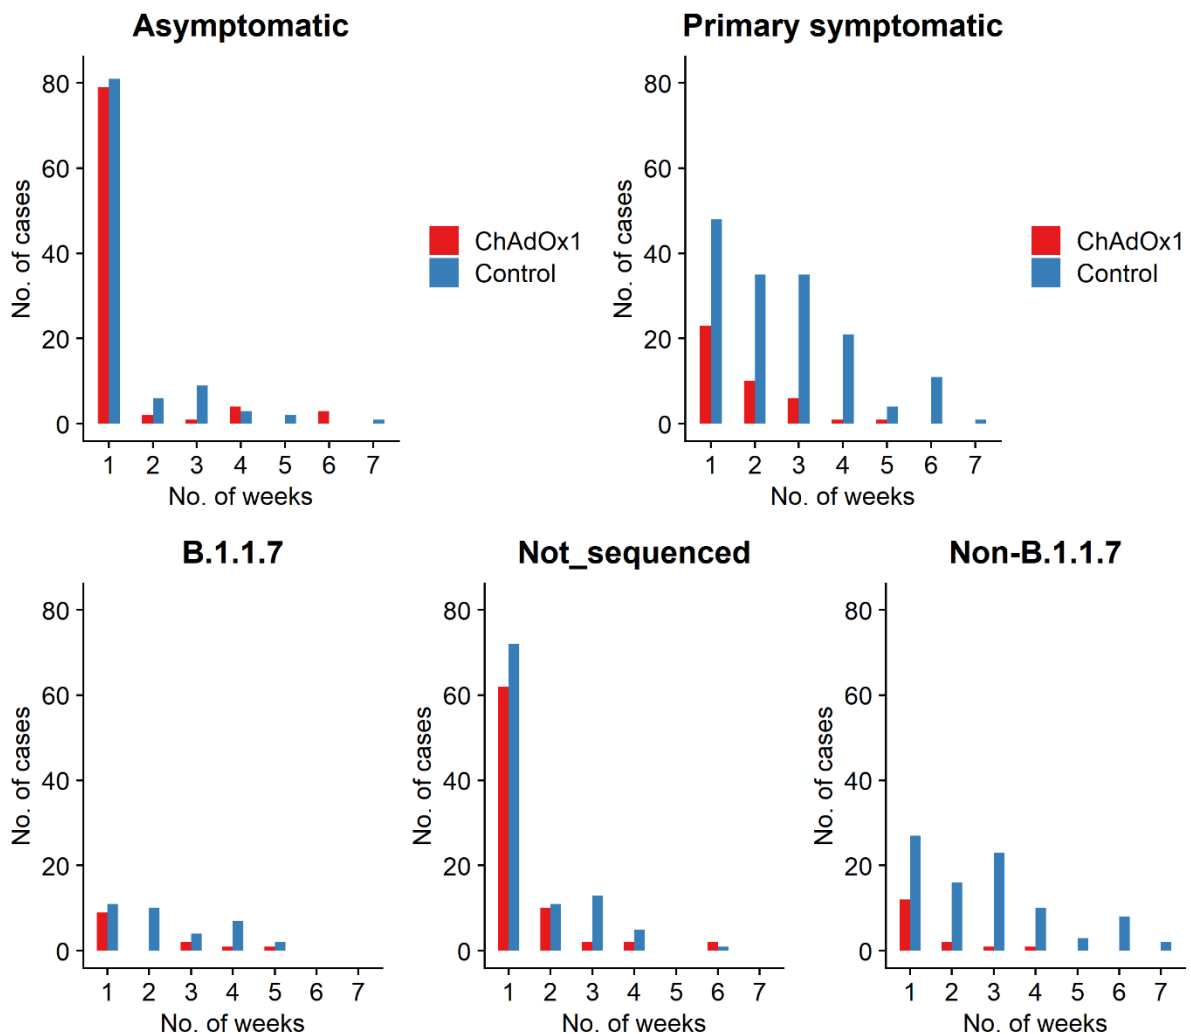 Asymptomatic
No. of cases
80
60
40
20
0
1 2 3 4 5 6 7
No. of weeks
ChAdOx1
Control
Primary symptomatic
No. of cases
80
60
40
20
0
1 2 3 4 5 6 7
No. of weeks
ChAdOx1
Control
B.1.1.7
No. of cases
80
60
40
20
0
1 2 3 4 5 6 7
No. of weeks
Not_sequenced
No. of cases
80
60
40
20
0
1 2 3 4 5 6 7
No. of weeks
Non-B.1.1.7
No. of cases
80
60
40
20
0
1 2 3 4 5 6 7
No. of weeks